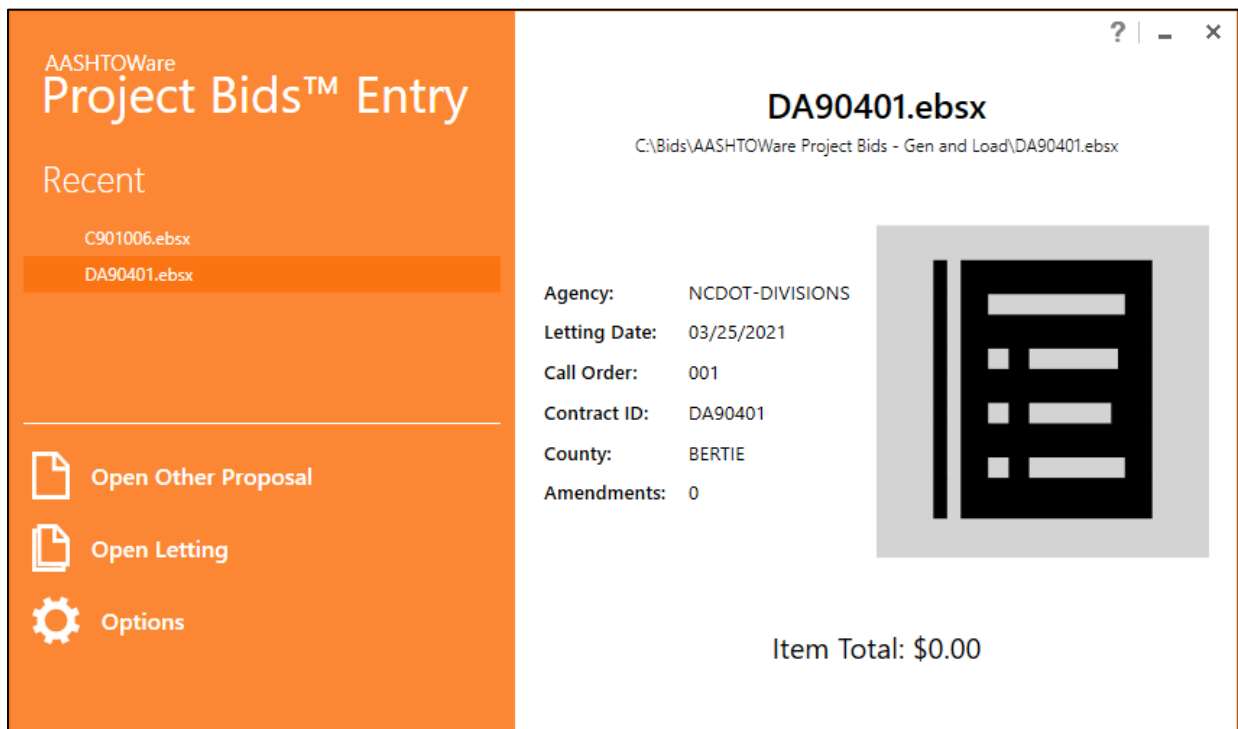 AASHTOWare
Project Bids™ Entry
Recent
C901006.ebsx
DA90401.ebsx
Open Other Proposal
Open Letting
Options
?
DA90401.ebsx
C:\Bids\AASHTOWare Project Bids - Gen and Load\DA90401.ebsx
Agency: NCDOT-DIVISIONS
Letting Date: 03/25/2021
Call Order: 001
Contract ID: DA90401
County: BERTIE
Amendments: 0
Item Total: $0.00